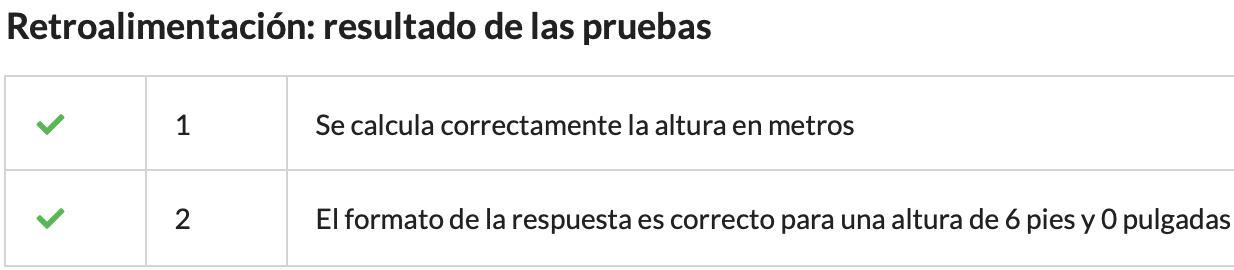 Retroalimentación: resultado de las pruebas
1 Se calcula correctamente la altura en metros
2 El formato de la respuesta es correcto para una altura de 6 pies y 0 pulgadas